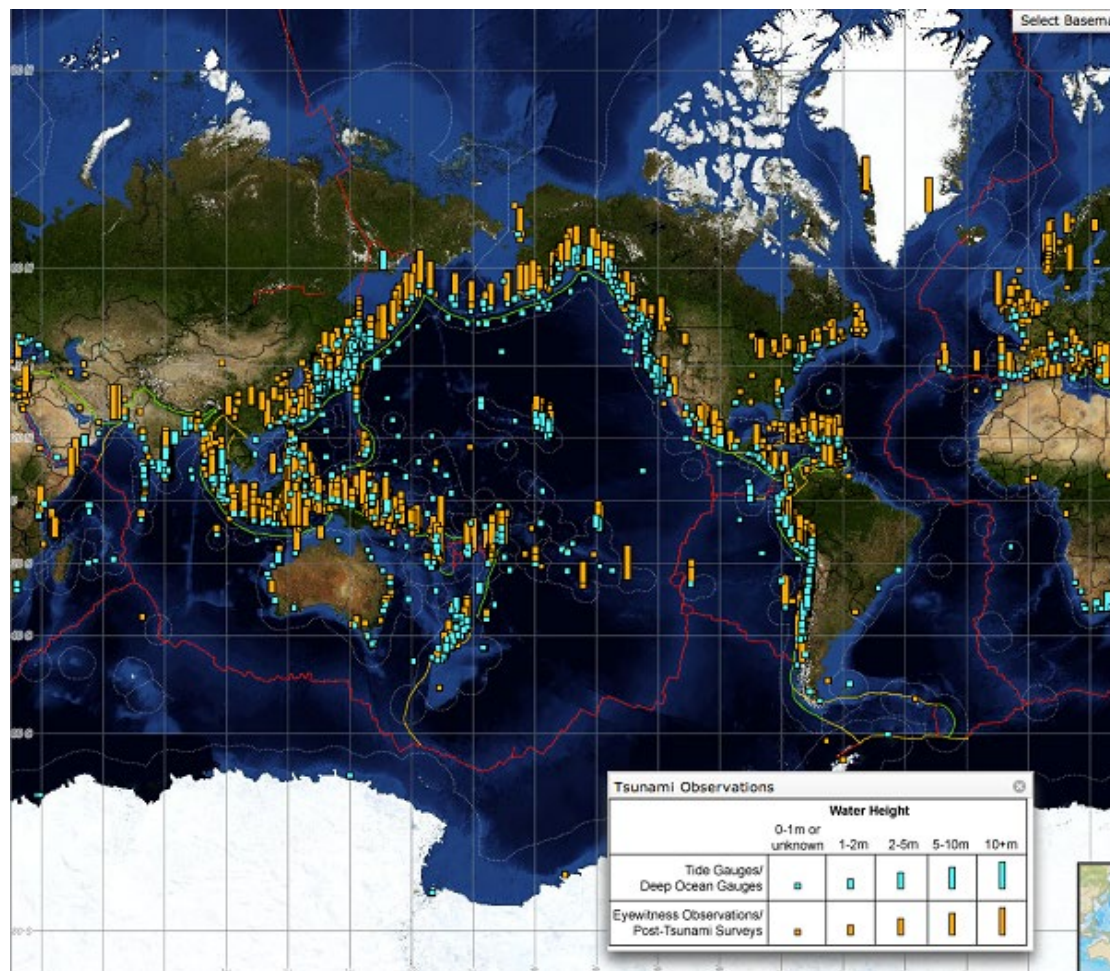 Select Basema
Tsunami Observations
Water Height
0-1m or
unknown 1-2m 2-5m 5-10m 10+m
Tide Gauges/
Deep Ocean Gauges
Eyewitness Observations/
Post-Tsunami Surveys